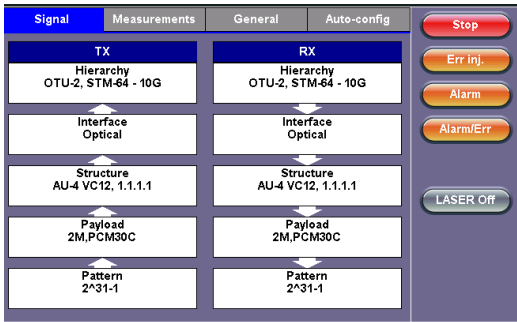 Signal
Measurements
General
Auto-config
TX
Hierarchy
OTU-2, STM-64 - 10G
Interface
Optical
Structure
AU-4 VC12, 1.1.1.1
Payload
2M,PCM30C
Pattern
2^31-1
RX
Hierarchy
OTU-2, STM-64 - 10G
Interface
Optical
Structure
AU-4 VC12, 1.1.1.1
Payload
2M,PCM30C
Pattern
2^31-1
Stop
Err inj.
Alarm
Alarm/Err
LASER Off